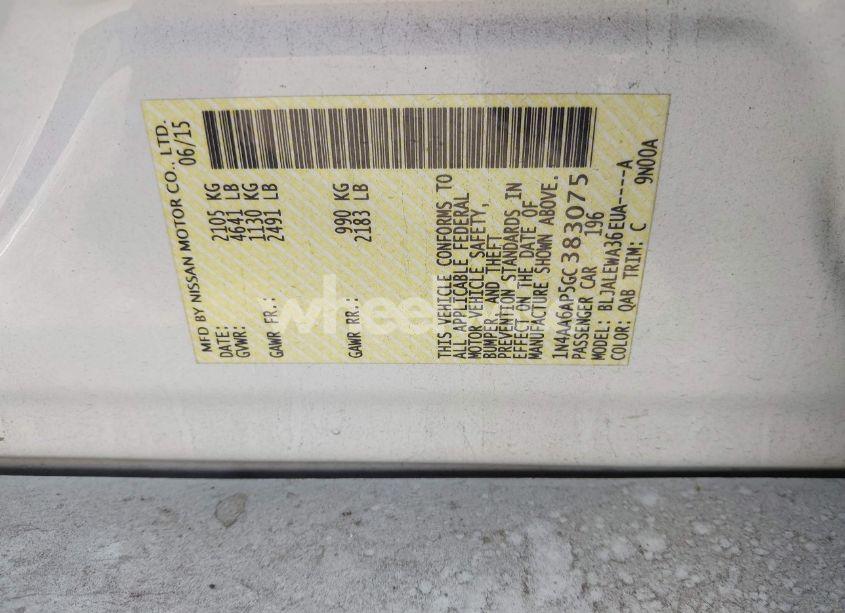 MFD BY NISSAN MOTOR CO., LTD.
DATE: 06/15
GVWR: 2105 KG
4641 LB
GAWR FR.: 1130 KG
2491 LB
GAWR RR.: 990 KG
2183 LB
THIS VEHICLE CONFORMS TO
ALL APPLICABLE FEDERAL
MOTOR VEHICLE SAFETY,
BUMPER, AND THEFT
PREVENTION STANDARDS IN
EFFECT ON THE DATE OF
MANUFACTURE SHOWN ABOVE.
1N4AA6AP5GC383075
PASSENGER CAR 196
MODEL: BLJALEWA36EUA----A
COLOR: QAB TRIM: C 9N00A